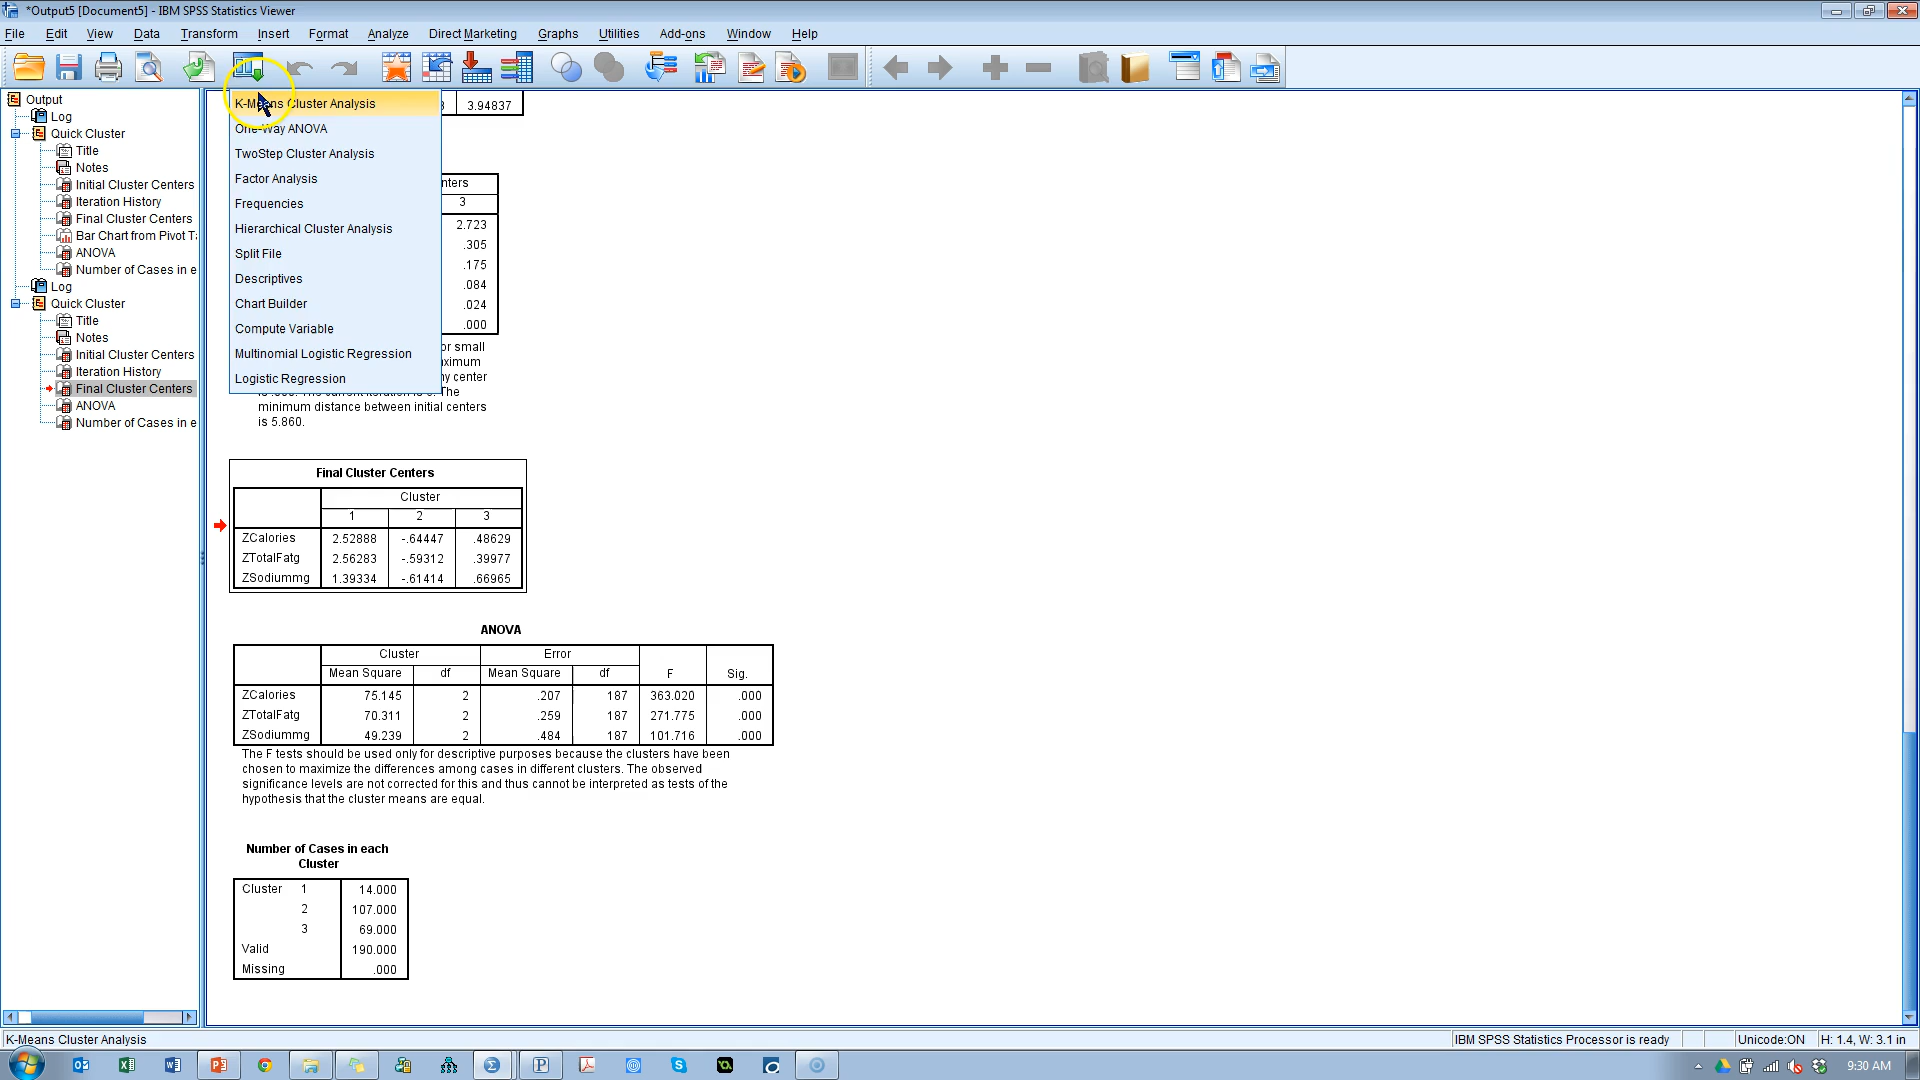 *Output5 [Document5] - IBM SPSS Statistics Viewer
File Edit View Data Transform Insert Format Analyze Direct Marketing Graphs Utilities Add-ons Window Help
Output
Log
Quick Cluster
Title
Notes
Initial Cluster Centers
Iteration History
Final Cluster Centers
Bar Chart from Pivot T
ANOVA
Number of Cases in e
Log
Quick Cluster
Title
Notes
Initial Cluster Centers
Iteration History
Final Cluster Centers
ANOVA
Number of Cases in e
K-Means Cluster Analysis
One-Way ANOVA
TwoStep Cluster Analysis
Factor Analysis
Frequencies
Hierarchical Cluster Analysis
Split File
Descriptives
Chart Builder
Compute Variable
Multinomial Logistic Regression
Logistic Regression
3.94837
nters
3
2.723
.305
.175
.084
.024
.000
or small
ximum
center
The
minimum distance between initial centers
is 5.860.
Final Cluster Centers
Cluster
1 2 3
ZCalories 2.52888 -.64447 .48629
ZTotalFatg 2.56283 -.59312 .39977
ZSodiummg 1.39334 -.61414 .66965
ANOVA
Cluster Error
Mean Square df Mean Square df F Sig.
ZCalories 75.145 2 .207 187 363.020 .000
ZTotalFatg 70.311 2 .259 187 271.775 .000
ZSodiummg 49.239 2 .484 187 101.716 .000
The F tests should be used only for descriptive purposes because the clusters have been
chosen to maximize the differences among cases in different clusters. The observed
significance levels are not corrected for this and thus cannot be interpreted as tests of the
hypothesis that the cluster means are equal.
Number of Cases in each
Cluster
Cluster 1 14.000
2 107.000
3 69.000
Valid 190.000
Missing .000
K-Means Cluster Analysis
IBM SPSS Statistics Processor is ready
Unicode:ON
H: 1.4, W: 3.1 in
9:30 AM